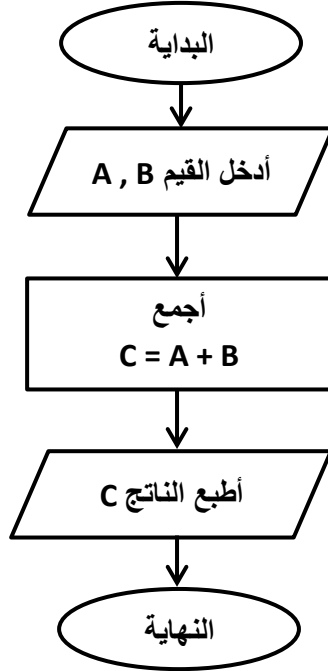 البداية
أدخل القيم A , B
أجمع
C = A + B
أطبع الناتج C
النهاية